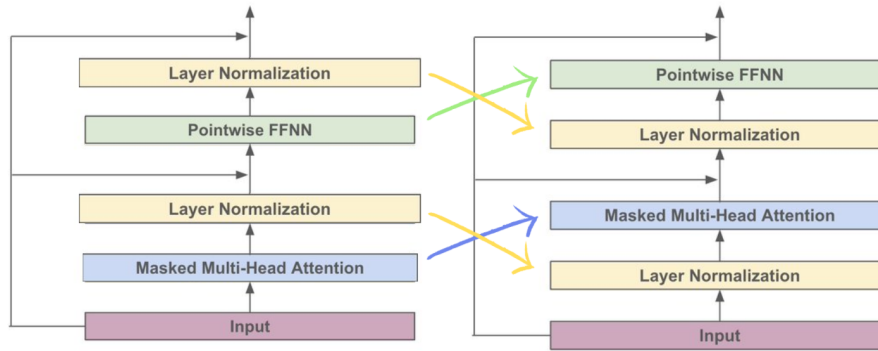 Layer Normalization
Pointwise FFNN
Layer Normalization
Masked Multi-Head Attention
Input
Pointwise FFNN
Layer Normalization
Masked Multi-Head Attention
Layer Normalization
Input